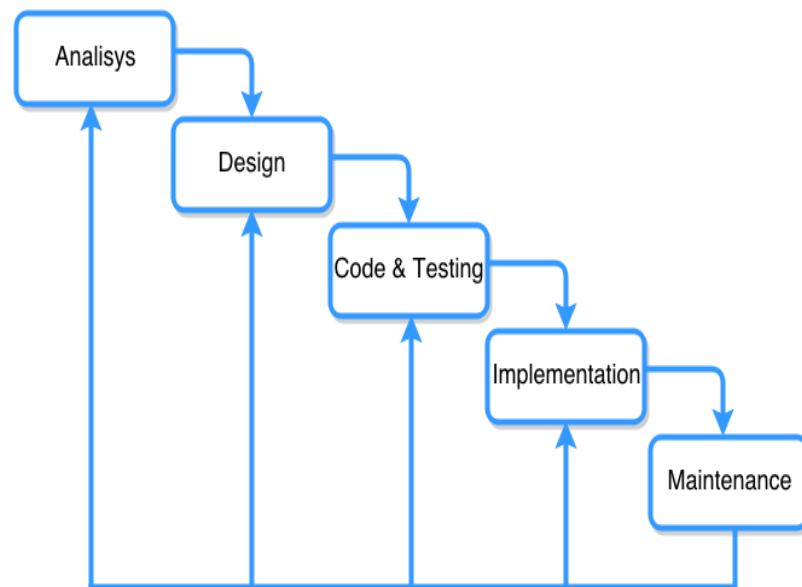 Analisys
Design
Code & Testing
Implementation
Maintenance